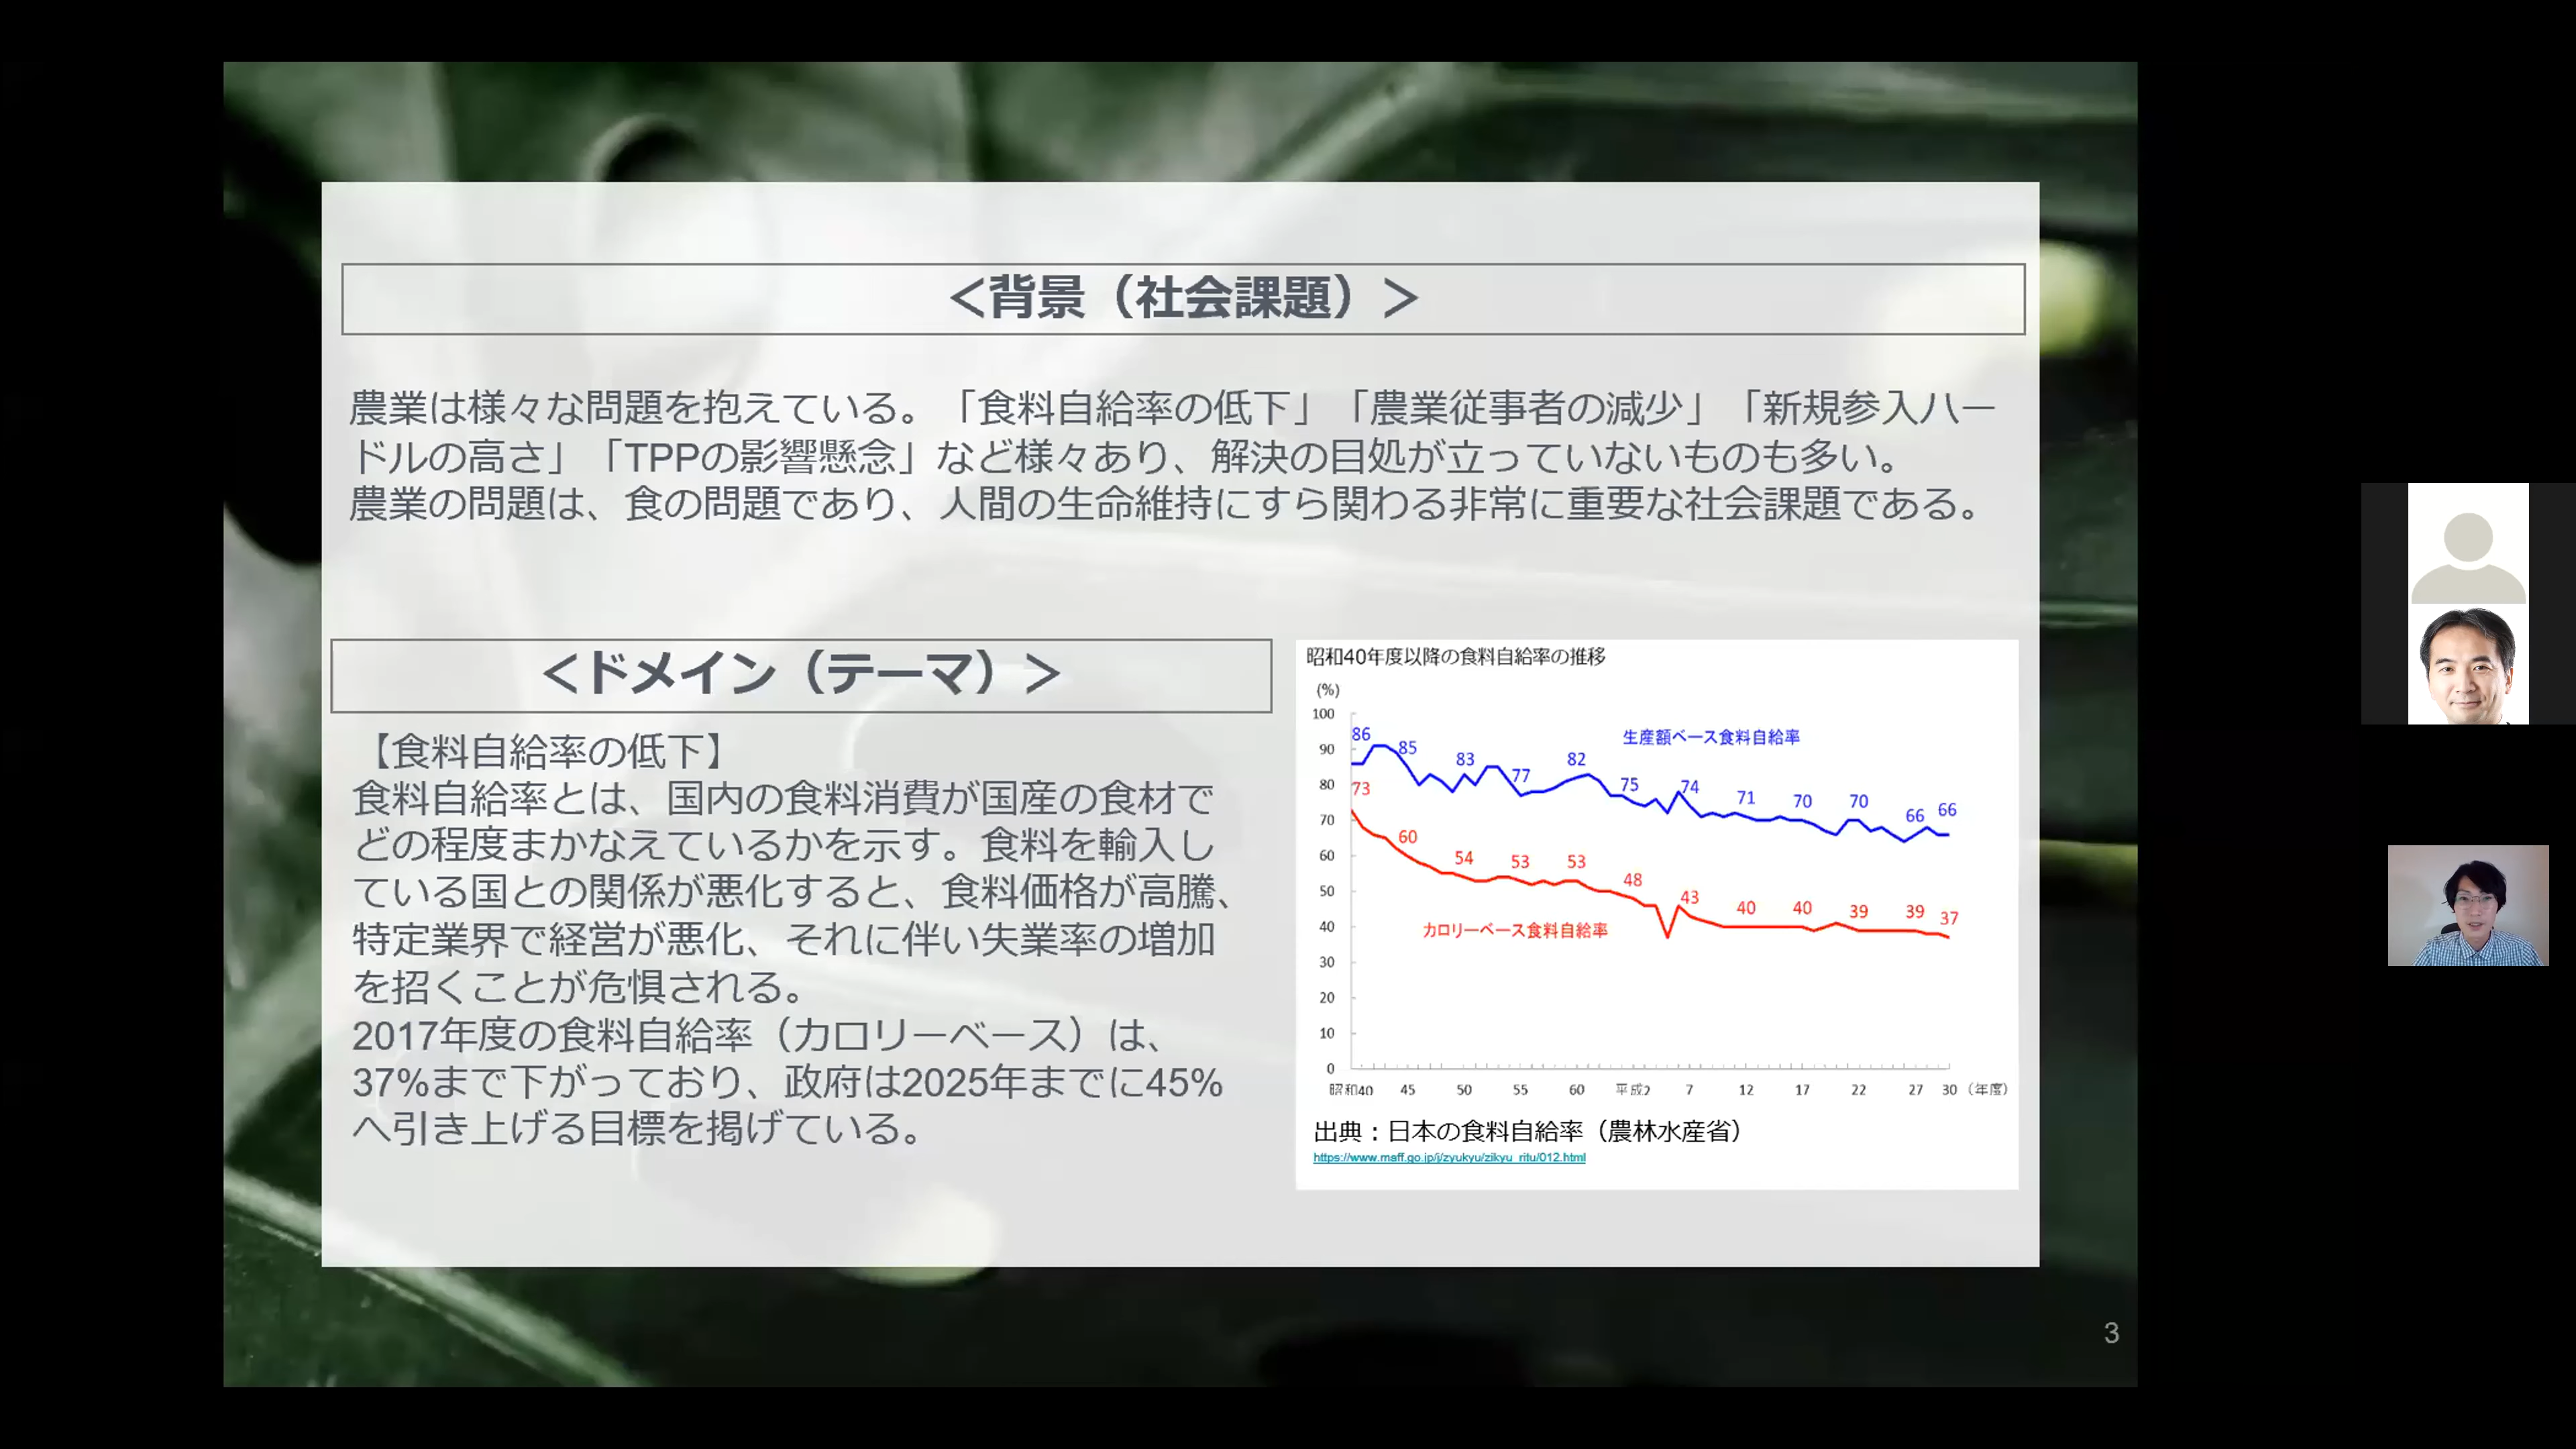 ＜背景（社会課題）＞
農業は様々な問題を抱えている。「食料自給率の低下」「農業従事者の減少」「新規参入ハー
ドルの高さ」「TPPの影響懸念」など様々あり、解決の目処が立っていないものも多い。
農業の問題は、食の問題であり、人間の生命維持にすら関わる非常に重要な社会課題である。
＜ドメイン（テーマ）＞
【食料自給率の低下】
食料自給率とは、国内の食料消費が国産の食材で
どの程度まかなえているかを示す。食料を輸入し
ている国との関係が悪化すると、食料価格が高騰、
特定業界で経営が悪化、それに伴い失業率の増加
を招くことが危惧される。
2017年度の食料自給率（カロリーベース）は、
37%まで下がっており、政府は2025年までに45%
へ引き上げる目標を掲げている。
昭和40年度以降の食料自給率の推移
(%)
100
90
80
70
60
50
40
30
20
10
0
生産額ベース食料自給率
86 85 83 77 82 75 74 71 70 70 66 66
73 60 54 53 53 48 43 40 40 39 39 37
カロリーベース食料自給率
昭和40 45 50 55 60 平成2 7 12 17 22 27 30（年度）
出典：日本の食料自給率（農林水産省）
https://www.maff.go.jp/j/zyukyu/zikyu_ritu/012.html
3